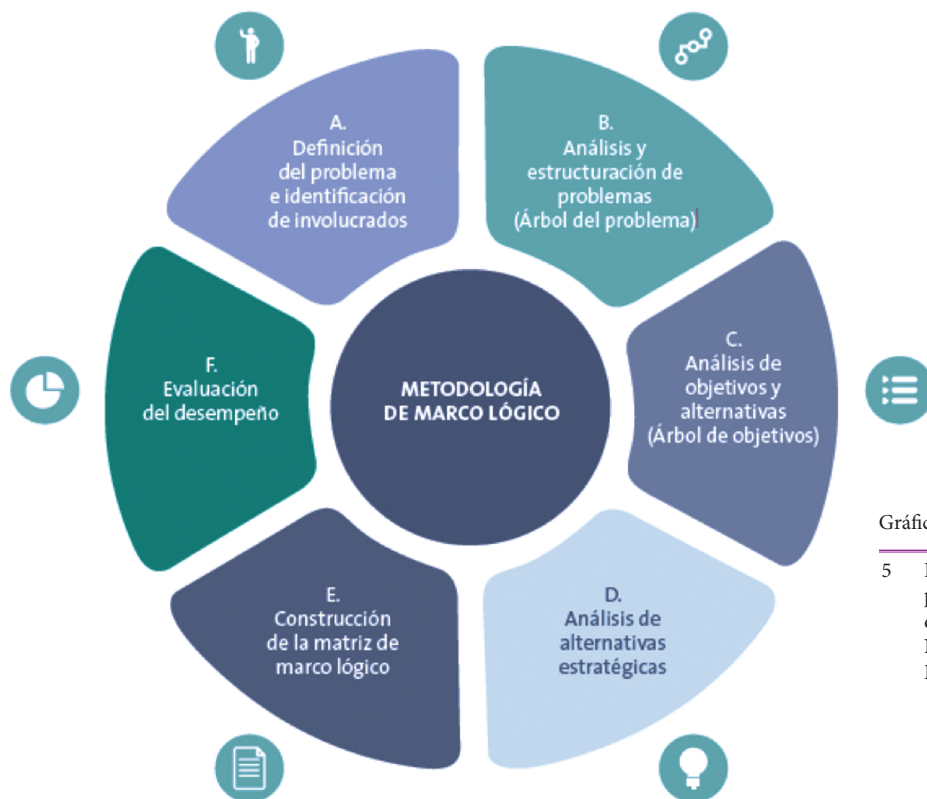 A.
Definición
del problema
e identificación
de involucrados
B.
Análisis y
estructuración de
problemas
(Árbol del problema)
C.
Análisis de
objetivos y
alternativas
(Árbol de objetivos)
D.
Análisis de
alternativas
estratégicas
E.
Construcción
de la matriz de
marco lógico
F.
Evaluación
del desempeño
METODOLOGÍA
DE MARCO LÓGICO
5